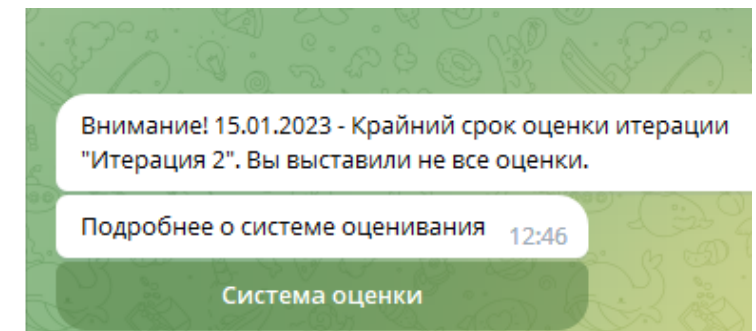 Внимание! 15.01.2023 - Крайний срок оценки итерации
"Итерация 2". Вы выставили не все оценки.
Подробнее о системе оценивания 12:46
Система оценки